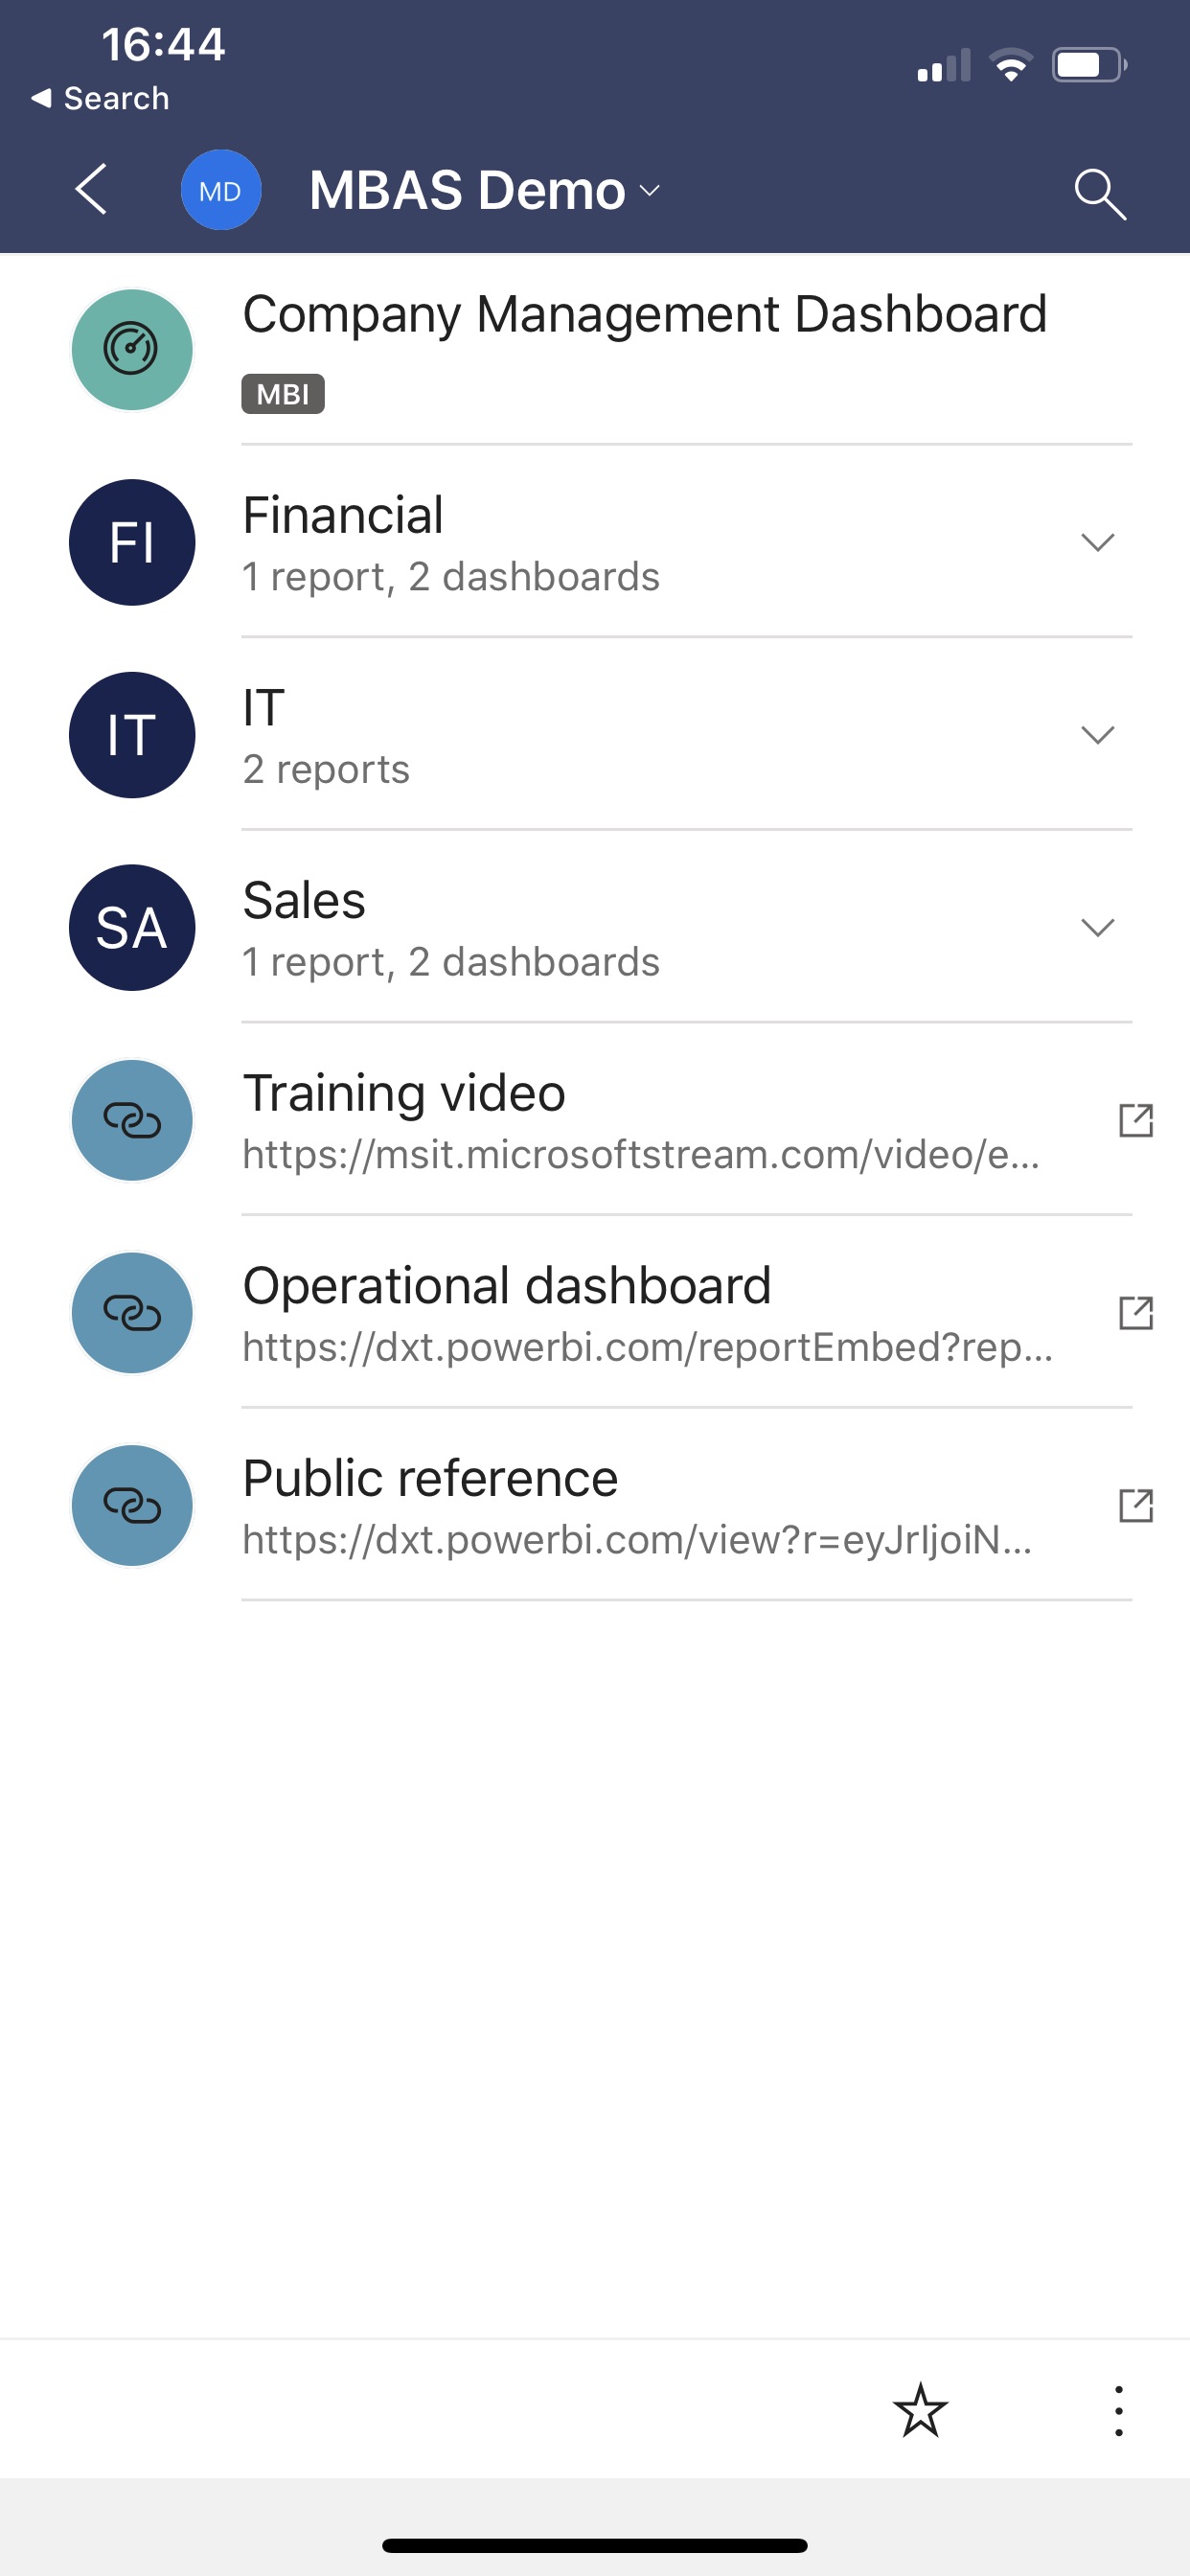 16:44
◀ Search
MD MBAS Demo
Company Management Dashboard
MBI
FI
Financial
1 report, 2 dashboards
IT
IT
2 reports
SA
Sales
1 report, 2 dashboards
Training video
https://msit.microsoftstream.com/video/e...
Operational dashboard
https://dxt.powerbi.com/reportEmbed?rep...
Public reference
https://dxt.powerbi.com/view?r=eyJrIjoiN...